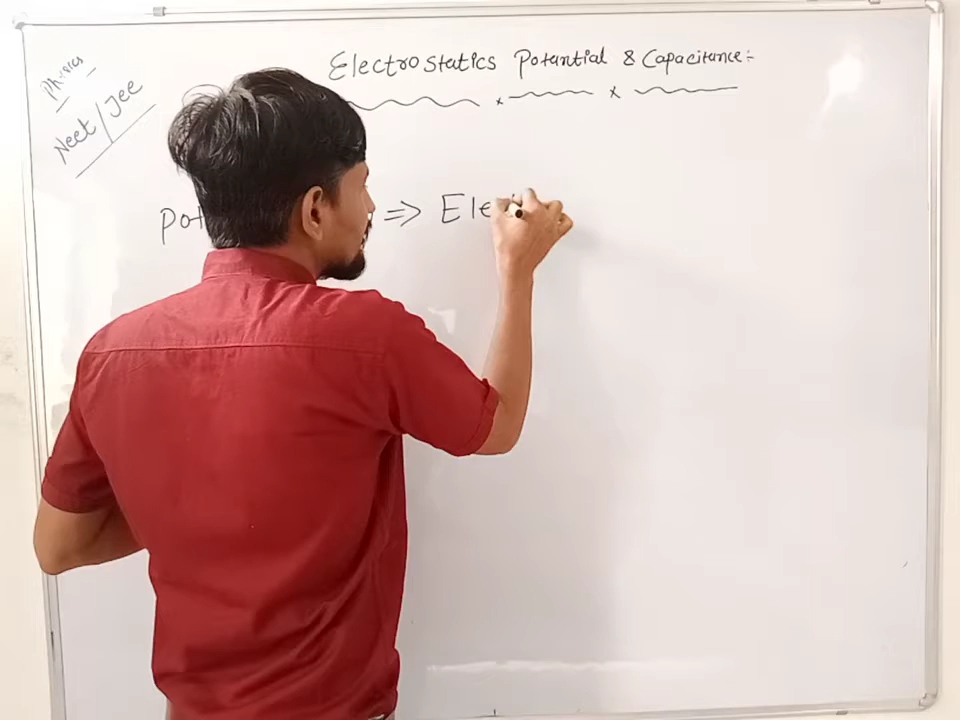 Physics
Neet/Jee
Electrostatics Potential & Capacitance:-
Pot ⇒ Ele